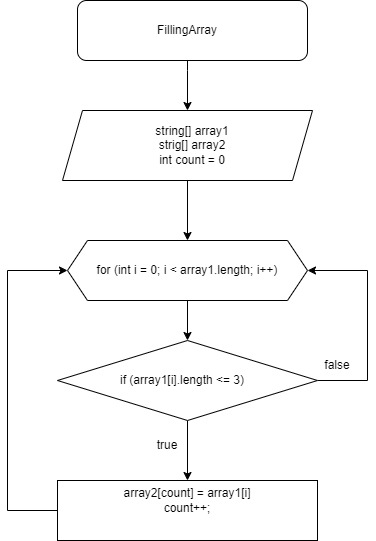 FillingArray
string[] array1
strig[] array2
int count = 0
for (int i = 0; i < array1.length; i++)
if (array1[i].length <= 3)
false
true
array2[count] = array1[i]
count++;